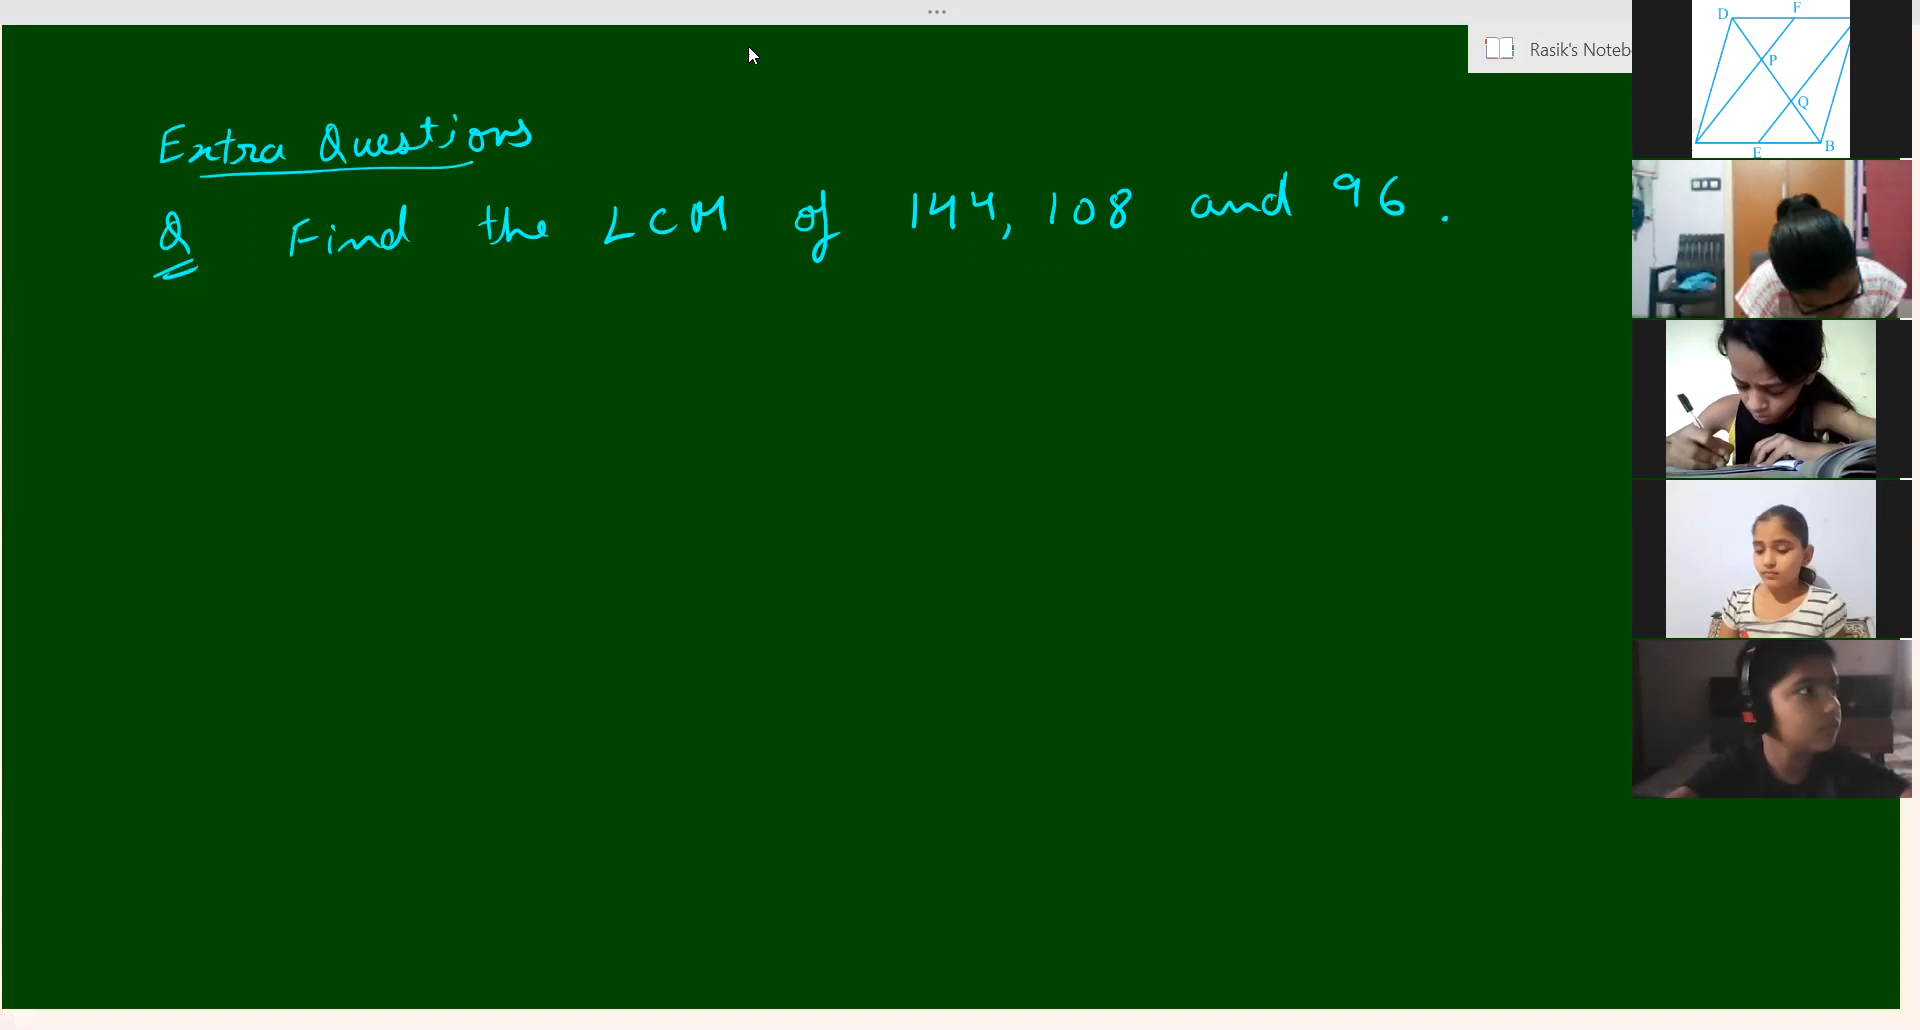 Rasik's Noteb
D F
P
Q
E B
Extra Questions
Q Find the LCM of 144, 108 and 96.